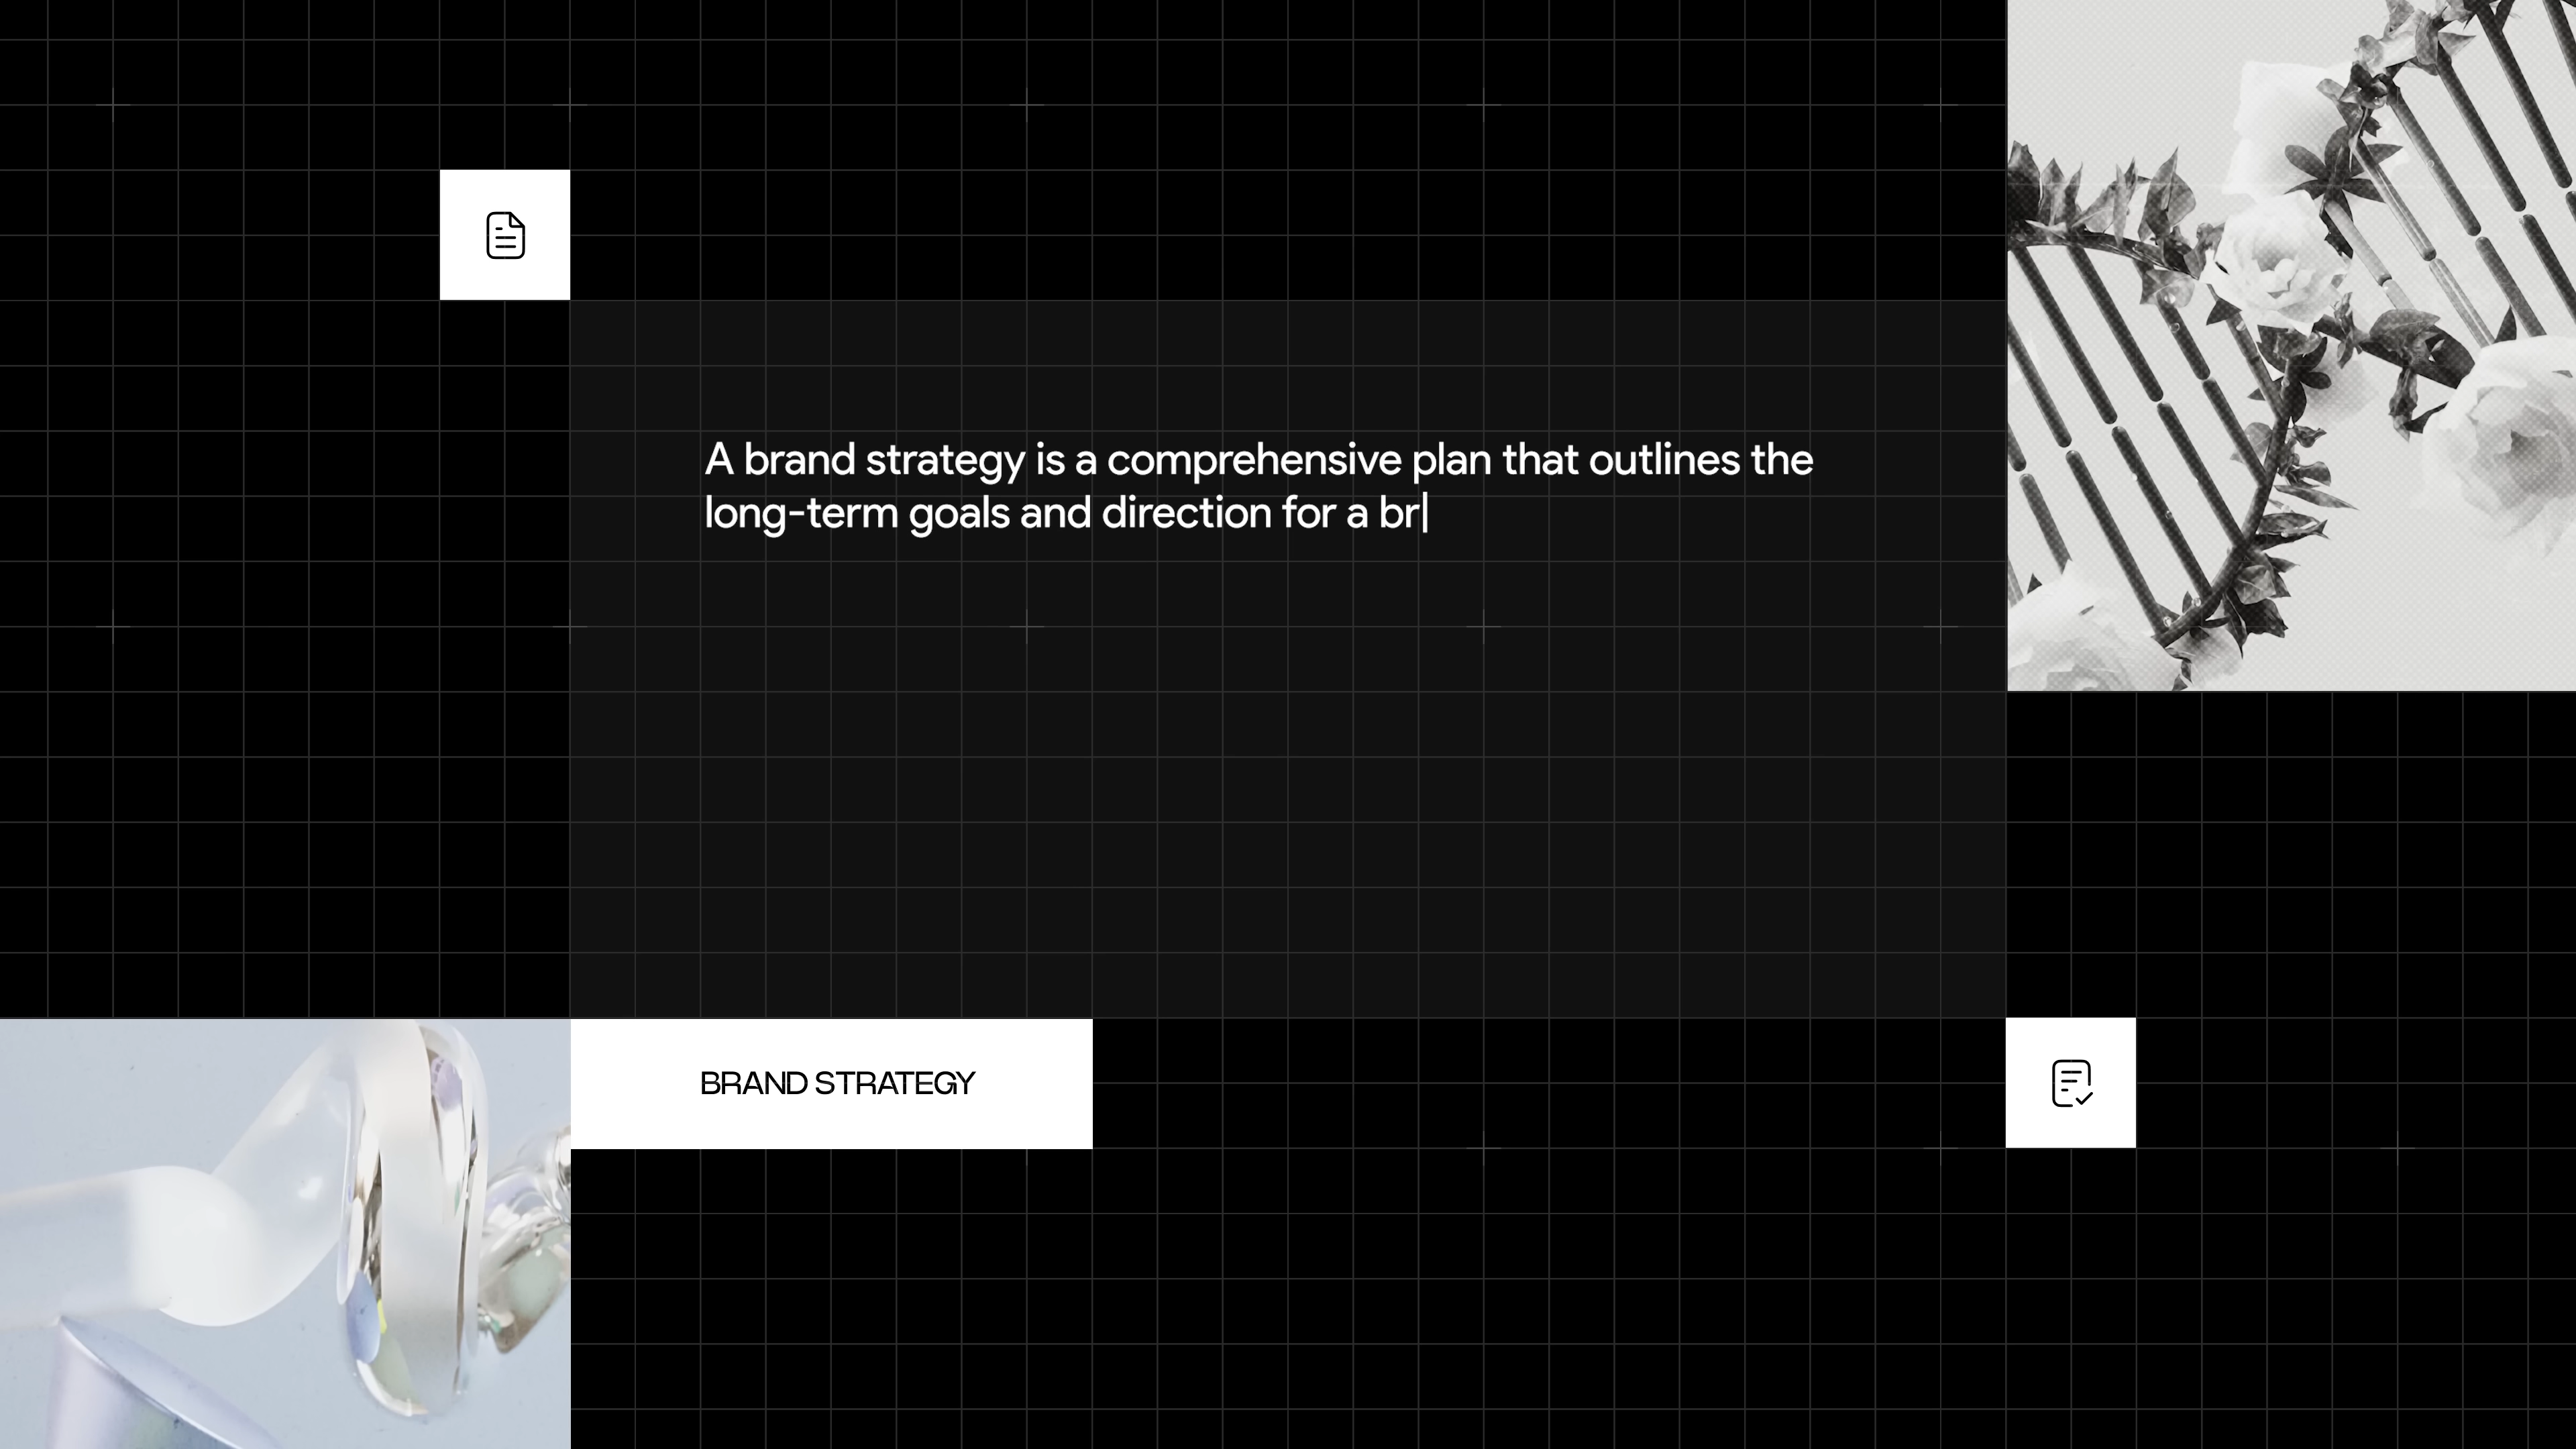 A brand strategy is a comprehensive plan that outlines the
long-term goals and direction for a br
BRAND STRATEGY